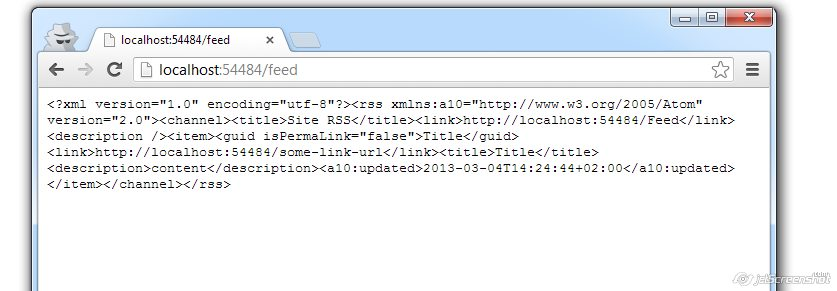 localhost:54484/feed
localhost:54484/feed
<?xml version="1.0" encoding="utf-8"?><rss xmlns:a10="http://www.w3.org/2005/Atom"
version="2.0"><channel><title>Site RSS</title><link>http://localhost:54484/Feed</link>
<description /><item><guid isPermaLink="false">Title</guid>
<link>http://localhost:54484/some-link-url</link><title>Title</title>
<description>content</description><a10:updated>2013-03-04T14:24:44+02:00</a10:updated>
</item></channel></rss>
.com
jetScreenshot